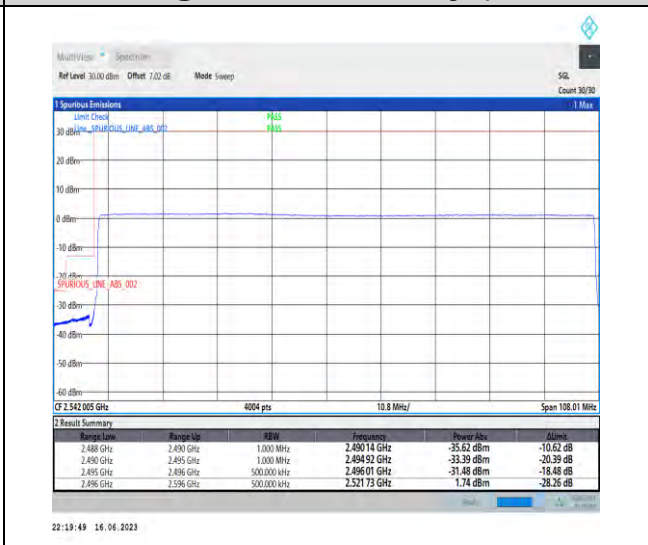 MultiView Spectrum
Ref Level 30.00 dBm Offset 7.02 dB Mode Sweep SGL
Count 30/30
1 Spurious Emissions 1 Max
Limit Check PASS
30 dBm Line _SPURIOUS_LINE_ABS_002 PASS
20 dBm
10 dBm
0 dBm
-10 dBm
-20 dBm
SPURIOUS_LINE_ABS_002
-30 dBm
-40 dBm
-50 dBm
-60 dBm
CF 2.542 005 GHz 4004 pts 10.8 MHz/ Span 108.01 MHz
2 Result Summary
Range Low Range Up RBW Frequency Power Abs ΔLimit
2.488 GHz 2.490 GHz 1.000 MHz 2.490 14 GHz -35.62 dBm -10.62 dB
2.490 GHz 2.495 GHz 1.000 MHz 2.494 92 GHz -33.39 dBm -20.39 dB
2.495 GHz 2.496 GHz 500.000 kHz 2.496 01 GHz -31.48 dBm -18.48 dB
2.496 GHz 2.596 GHz 500.000 kHz 2.521 73 GHz 1.74 dBm -28.26 dB
22:19:49 16.06.2023